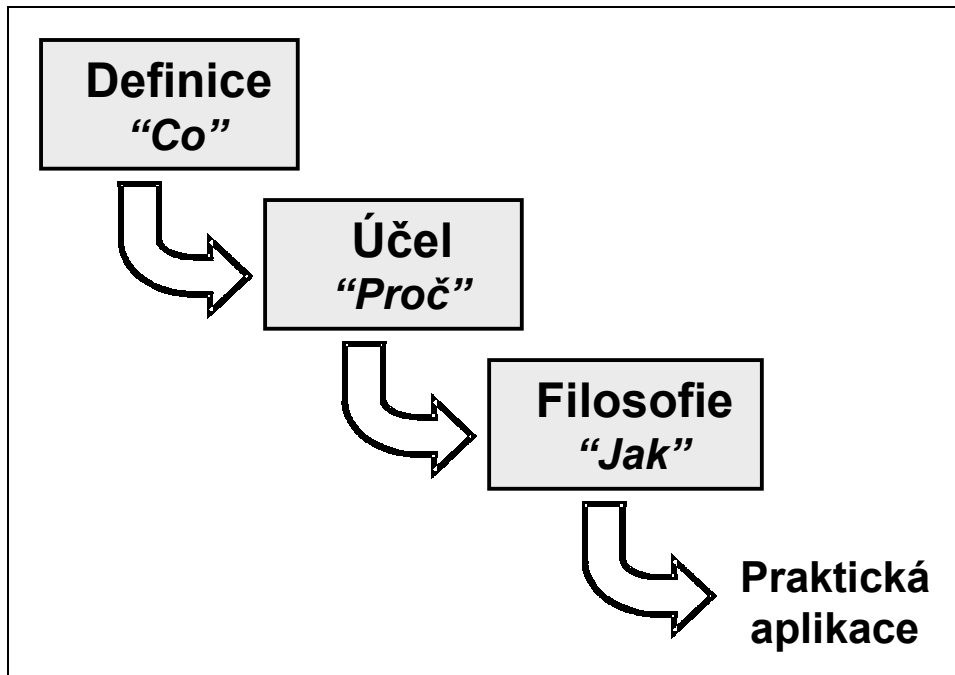 Definice
“Co”
Účel
“Proč”
Filosofie
“Jak”
Praktická
aplikace